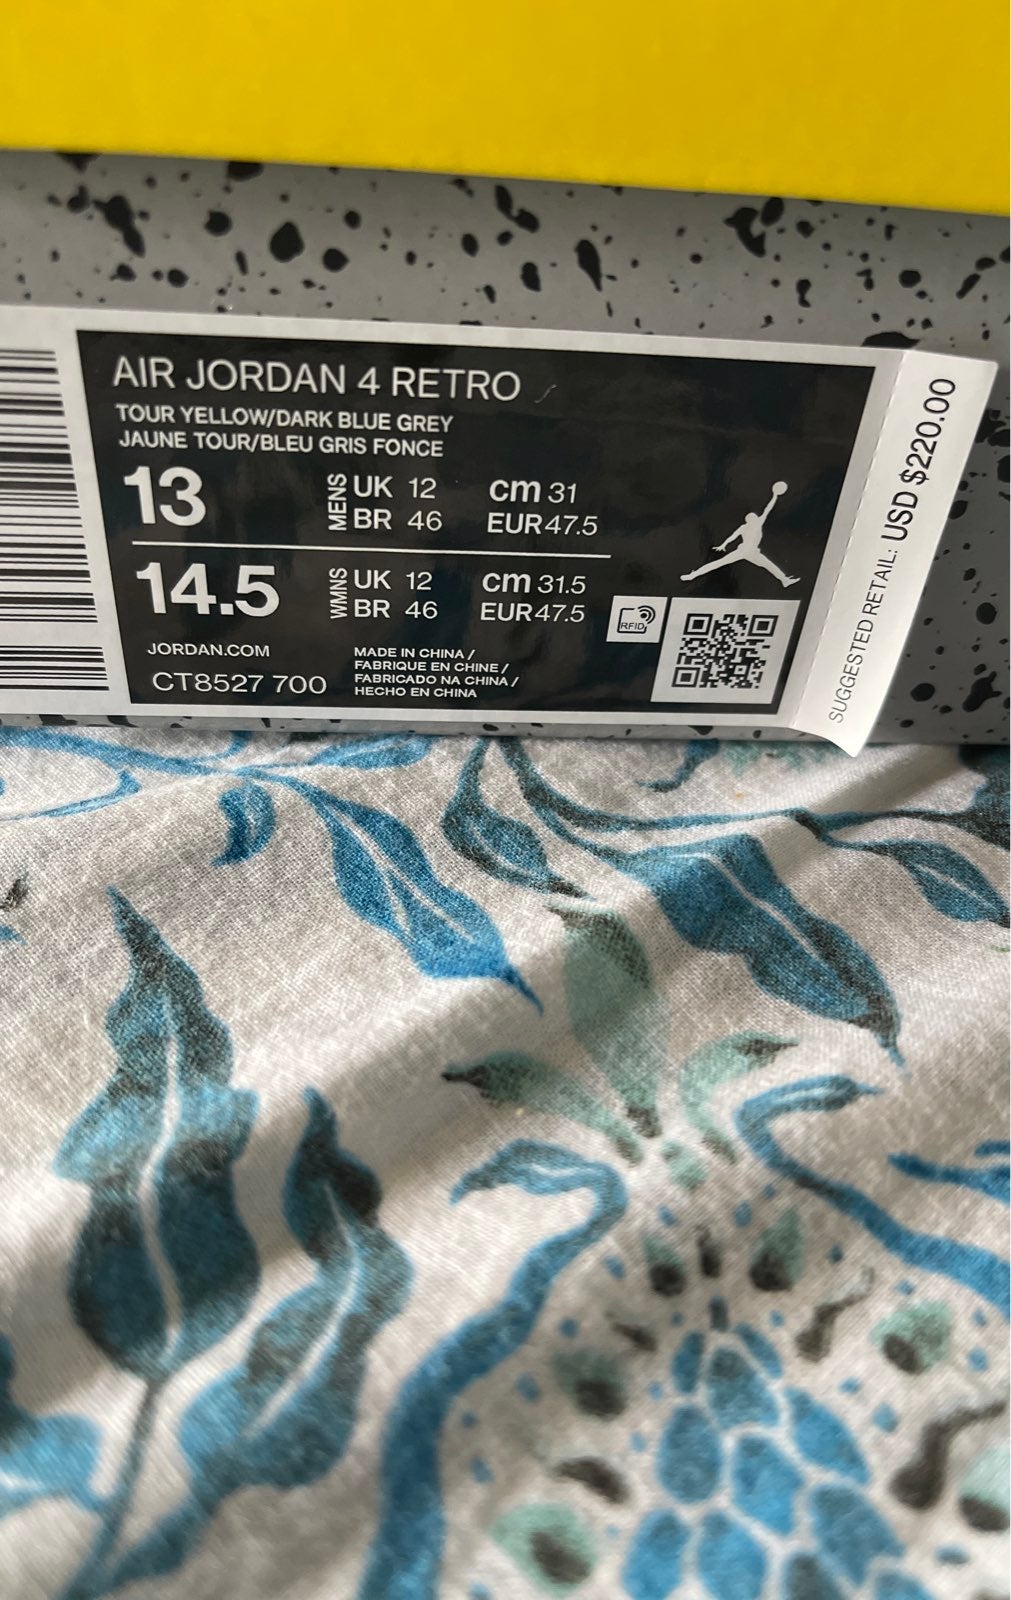 AIR JORDAN 4 RETRO
TOUR YELLOW/DARK BLUE GREY
JAUNE TOUR/BLEU GRIS FONCE
13 MENS UK 12 cm 31
BR 46 EUR 47.5
14.5 WMNS UK 12 cm 31.5
BR 46 EUR 47.5
RFID
JORDAN.COM
CT8527 700
MADE IN CHINA /
FABRIQUE EN CHINE /
FABRICADO NA CHINA /
HECHO EN CHINA
SUGGESTED RETAIL: USD $220.00